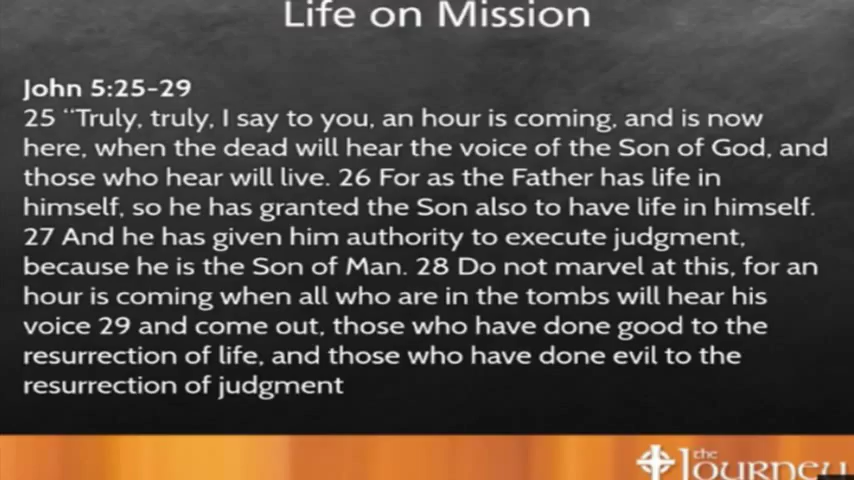 Life on Mission
John 5:25-29
25 “Truly, truly, I say to you, an hour is coming, and is now
here, when the dead will hear the voice of the Son of God, and
those who hear will live. 26 For as the Father has life in
himself, so he has granted the Son also to have life in himself.
27 And he has given him authority to execute judgment,
because he is the Son of Man. 28 Do not marvel at this, for an
hour is coming when all who are in the tombs will hear his
voice 29 and come out, those who have done good to the
resurrection of life, and those who have done evil to the
resurrection of judgment
the
Journey